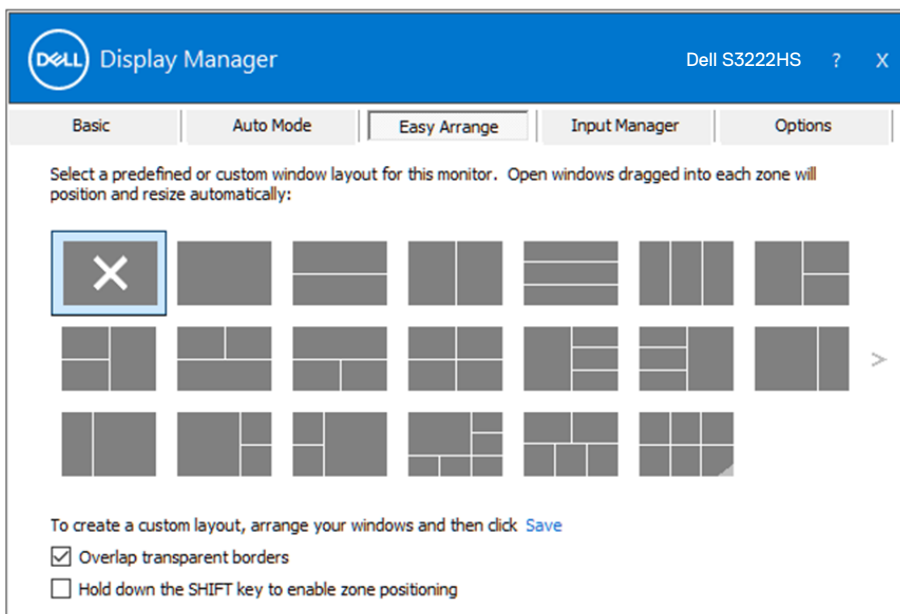 DELL Display Manager Dell S3222HS ? X
Basic Auto Mode Easy Arrange Input Manager Options
Select a predefined or custom window layout for this monitor. Open windows dragged into each zone will
position and resize automatically:
>
To create a custom layout, arrange your windows and then click Save
Overlap transparent borders
Hold down the SHIFT key to enable zone positioning